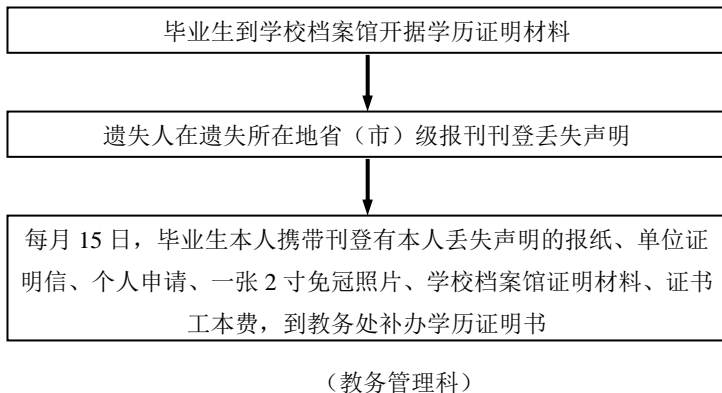 毕业生到学校档案馆开据学历证明材料
遗失人在遗失所在地省（市）级报刊刊登丢失声明
每月 15 日，毕业生本人携带刊登有本人丢失声明的报纸、单位证
明信、个人申请、一张 2 寸免冠照片、学校档案馆证明材料、证书
工本费，到教务处补办学历证明书
（教务管理科）